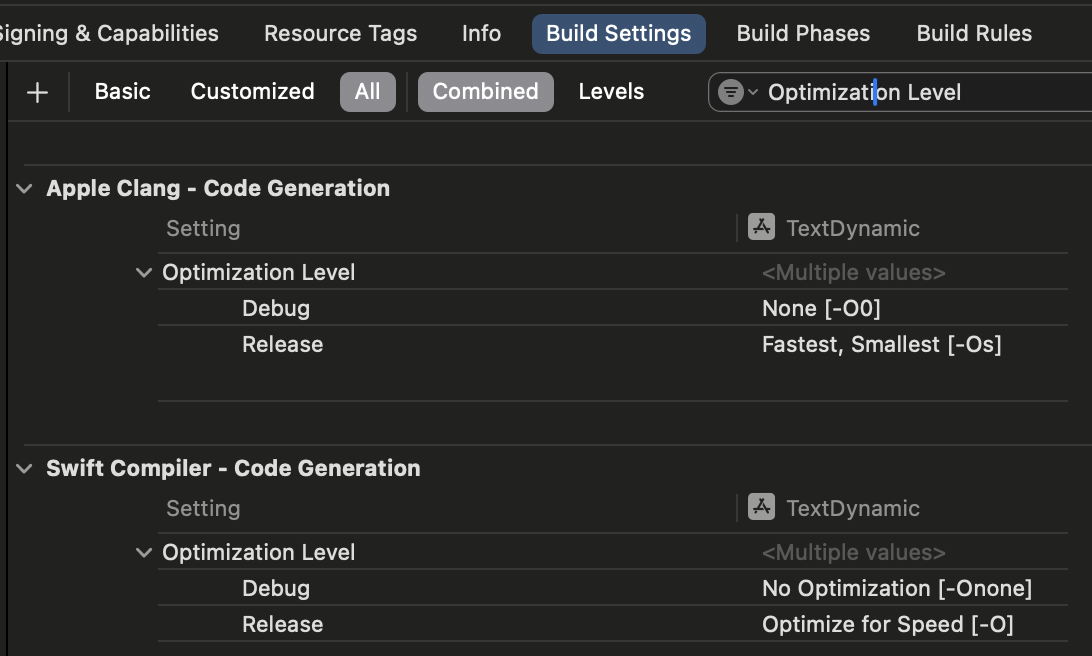 Signing & Capabilities Resource Tags Info Build Settings Build Phases Build Rules
+ Basic Customized All Combined Levels Optimization Level
Apple Clang - Code Generation
Setting TextDynamic
Optimization Level <Multiple values>
Debug None [-O0]
Release Fastest, Smallest [-Os]
Swift Compiler - Code Generation
Setting TextDynamic
Optimization Level <Multiple values>
Debug No Optimization [-Onone]
Release Optimize for Speed [-O]